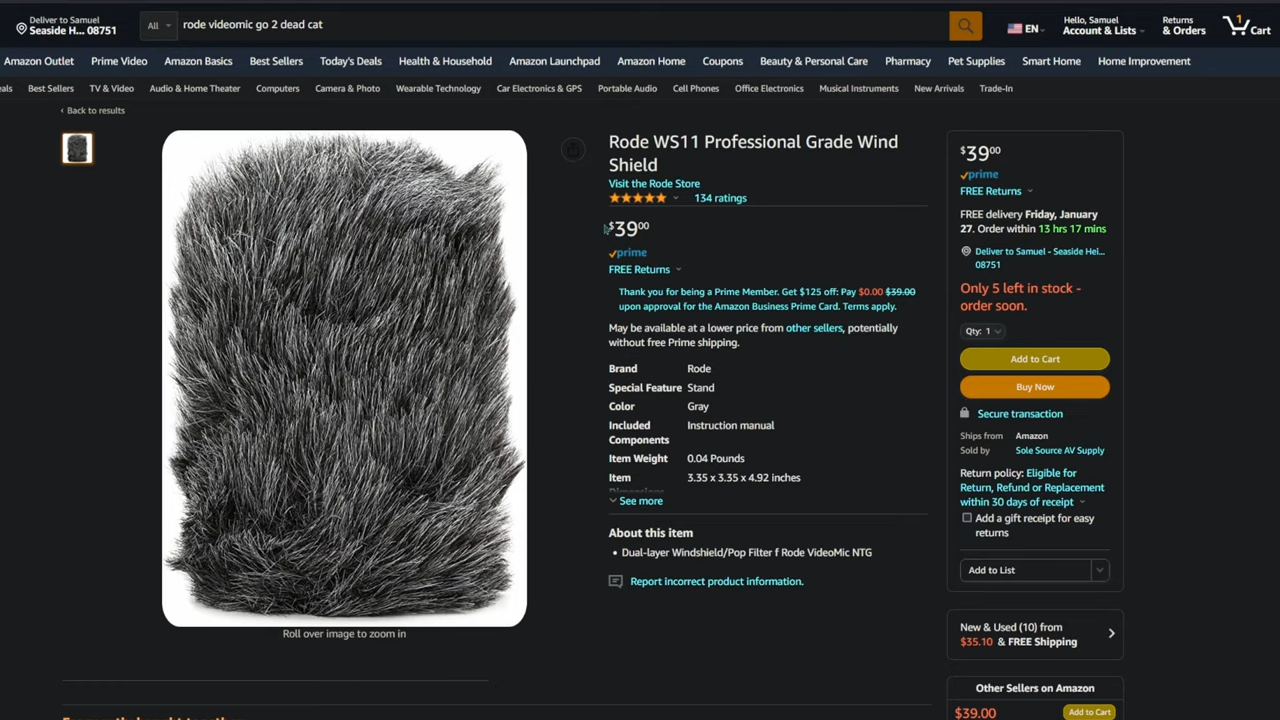 Deliver to Samuel
Seaside H... 08751
All
rode videomic go 2 dead cat
EN
Hello, Samuel
Account & Lists
Returns
& Orders
1
Cart
Amazon Outlet
Prime Video
Amazon Basics
Best Sellers
Today's Deals
Health & Household
Amazon Launchpad
Amazon Home
Coupons
Beauty & Personal Care
Pharmacy
Pet Supplies
Smart Home
Home Improvement
eals
Best Sellers
TV & Video
Audio & Home Theater
Computers
Camera & Photo
Wearable Technology
Car Electronics & GPS
Portable Audio
Cell Phones
Office Electronics
Musical Instruments
New Arrivals
Trade-In
‹ Back to results
Roll over image to zoom in
Rode WS11 Professional Grade Wind
Shield
Visit the Rode Store
134 ratings
$3900
prime
FREE Returns
Thank you for being a Prime Member. Get $125 off: Pay $0.00 $39.00
upon approval for the Amazon Business Prime Card. Terms apply.
May be available at a lower price from other sellers, potentially
without free Prime shipping.
Brand Rode
Special Feature Stand
Color Gray
Included Instruction manual
Components
Item Weight 0.04 Pounds
Item 3.35 x 3.35 x 4.92 inches
Dimensions
See more
About this item
• Dual-layer Windshield/Pop Filter f Rode VideoMic NTG
Report incorrect product information.
$3900
prime
FREE Returns
FREE delivery Friday, January
27. Order within 13 hrs 17 mins
Deliver to Samuel - Seaside Hei...
08751
Only 5 left in stock -
order soon.
Qty: 1
Add to Cart
Buy Now
Secure transaction
Ships from Amazon
Sold by Sole Source AV Supply
Return policy: Eligible for
Return, Refund or Replacement
within 30 days of receipt
Add a gift receipt for easy
returns
Add to List
New & Used (10) from
$35.10 & FREE Shipping
Other Sellers on Amazon
$39.00
Add to Cart
Frequently bought together